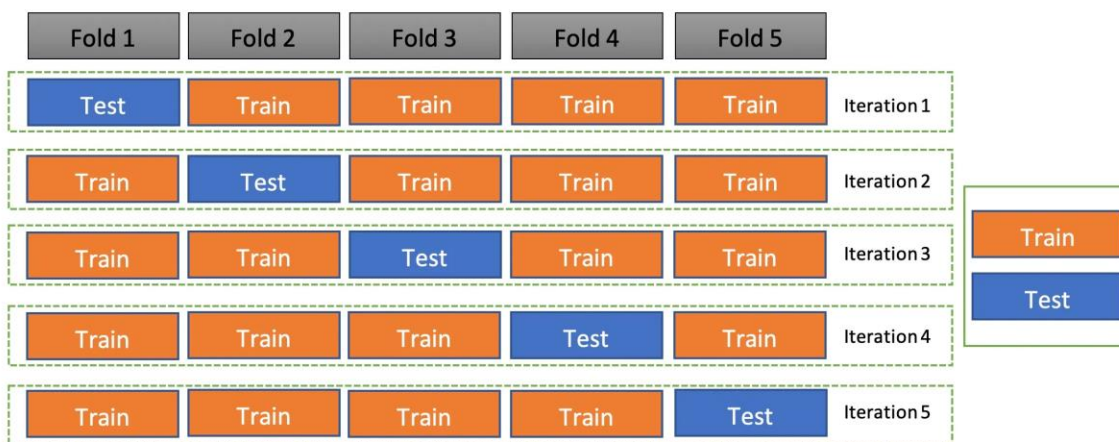 Fold 1 Fold 2 Fold 3 Fold 4 Fold 5
Test Train Train Train Train Iteration 1
Train Test Train Train Train Iteration 2
Train Train Test Train Train Iteration 3
Train Train Train Test Train Iteration 4
Train Train Train Train Test Iteration 5
Train
Test